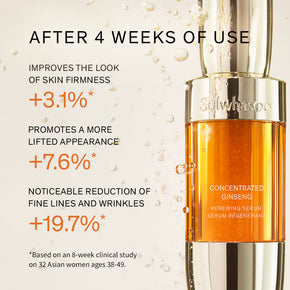 AFTER 4 WEEKS OF USE
IMPROVES THE LOOK
OF SKIN FIRMNESS
+3.1%*
PROMOTES A MORE
LIFTED APPEARANCE
+7.6%*
NOTICEABLE REDUCTION OF
FINE LINES AND WRINKLES
+19.7%*
*Based on an 8-week clinical study
on 32 Asian women ages 38-49.
Sulwhasoo
CONCENTRATED
GINSENG
RENEWING SERUM
SÉRUM RÉGÉNÉRANT